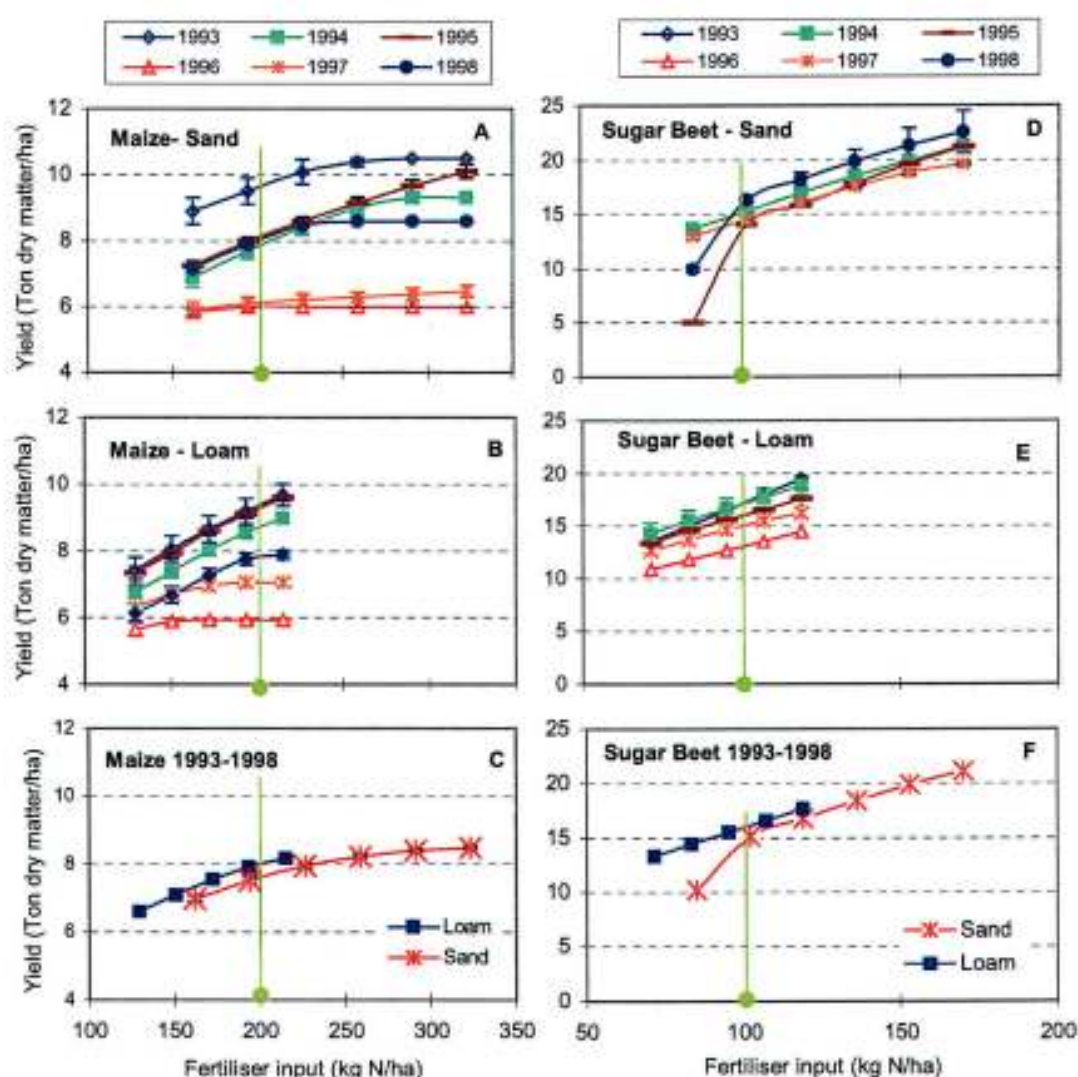 1993 1994 1995
1996 1997 1998
1993 1994 1995
1996 1997 1998
Yield (Ton dry matter/ha)
12
10
8
6
4
Maize- Sand
A
Yield (Ton dry matter/ha)
12
10
8
6
4
Maize - Loam
B
Yield (Ton dry matter/ha)
12
10
8
6
4
Maize 1993-1998
C
Loam
Sand
100 150 200 250 300 350
Fertiliser input (kg N/ha)
25
20
15
10
5
0
Sugar Beet - Sand
D
25
20
15
10
5
0
Sugar Beet - Loam
E
25
20
15
10
5
0
Sugar Beet 1993-1998
F
Sand
Loam
50 100 150 200
Fertiliser input (kg N/ha)